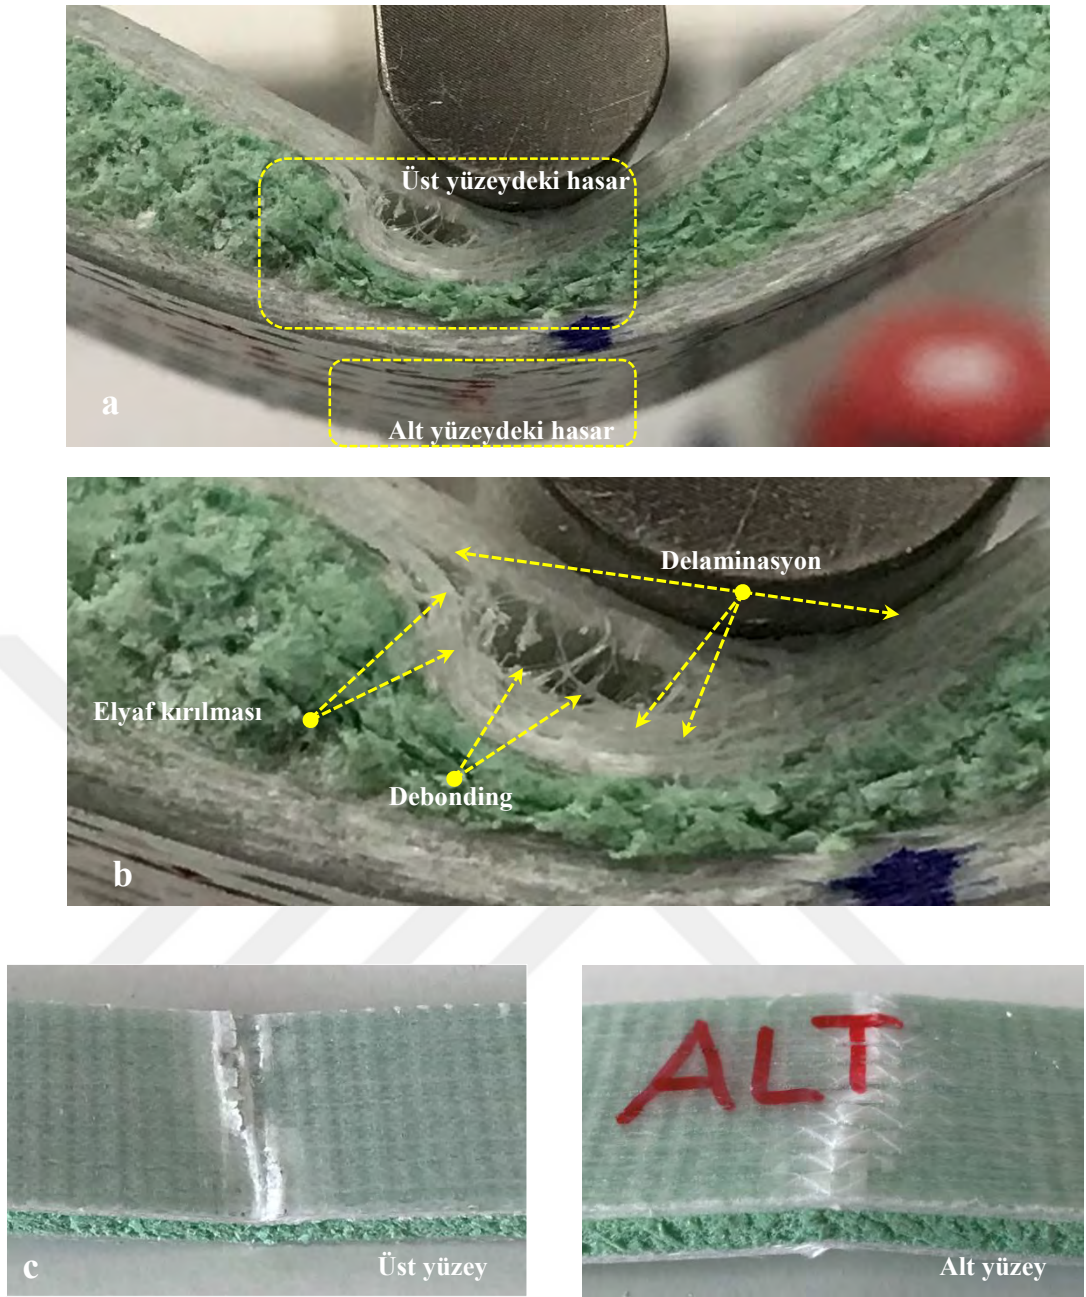 Üst yüzeydeki hasar
a
Alt yüzeydeki hasar
Delaminasyon
Elyaf kırılması
Debonding
b
ALT
c
Üst yüzey
Alt yüzey